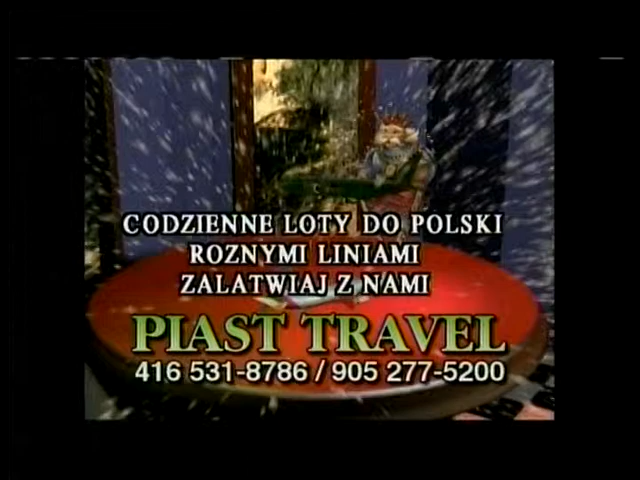 CODZIENNE LOTY DO POLSKI
ROZNYMI LINIAMI
ZALATWIAJ Z NAMI
PIAST TRAVEL
416 531-8786 / 905 277-5200